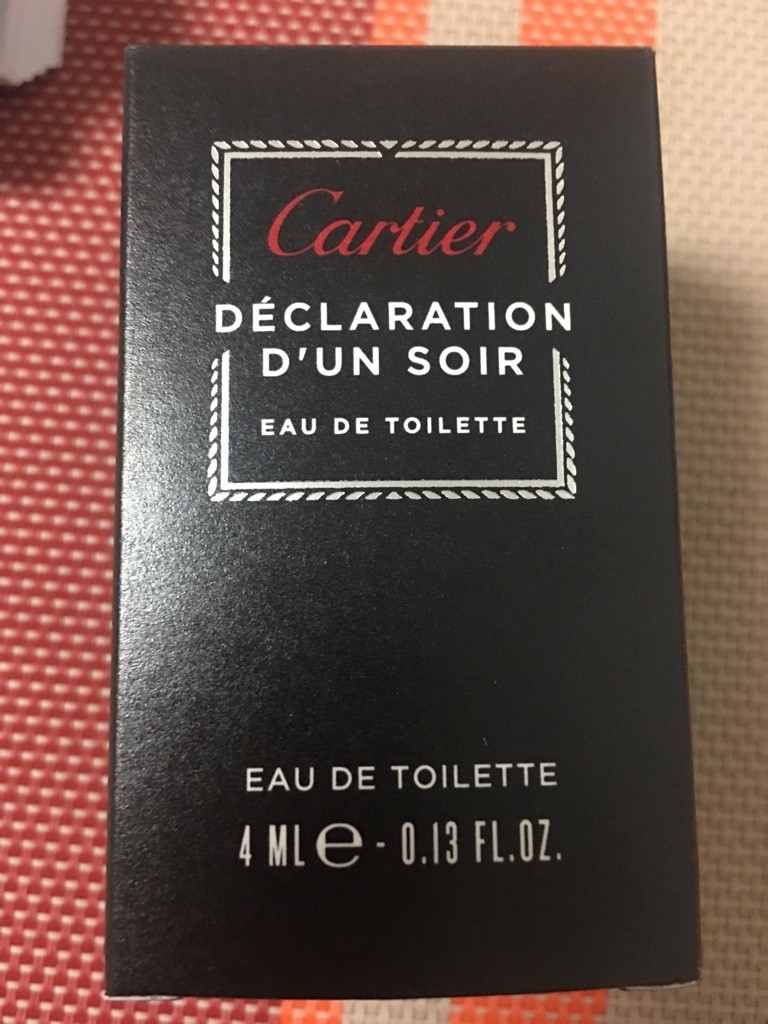 Cartier
DÉCLARATION
D'UN SOIR
EAU DE TOILETTE
EAU DE TOILETTE
4 ML e - 0.13 FL.OZ.